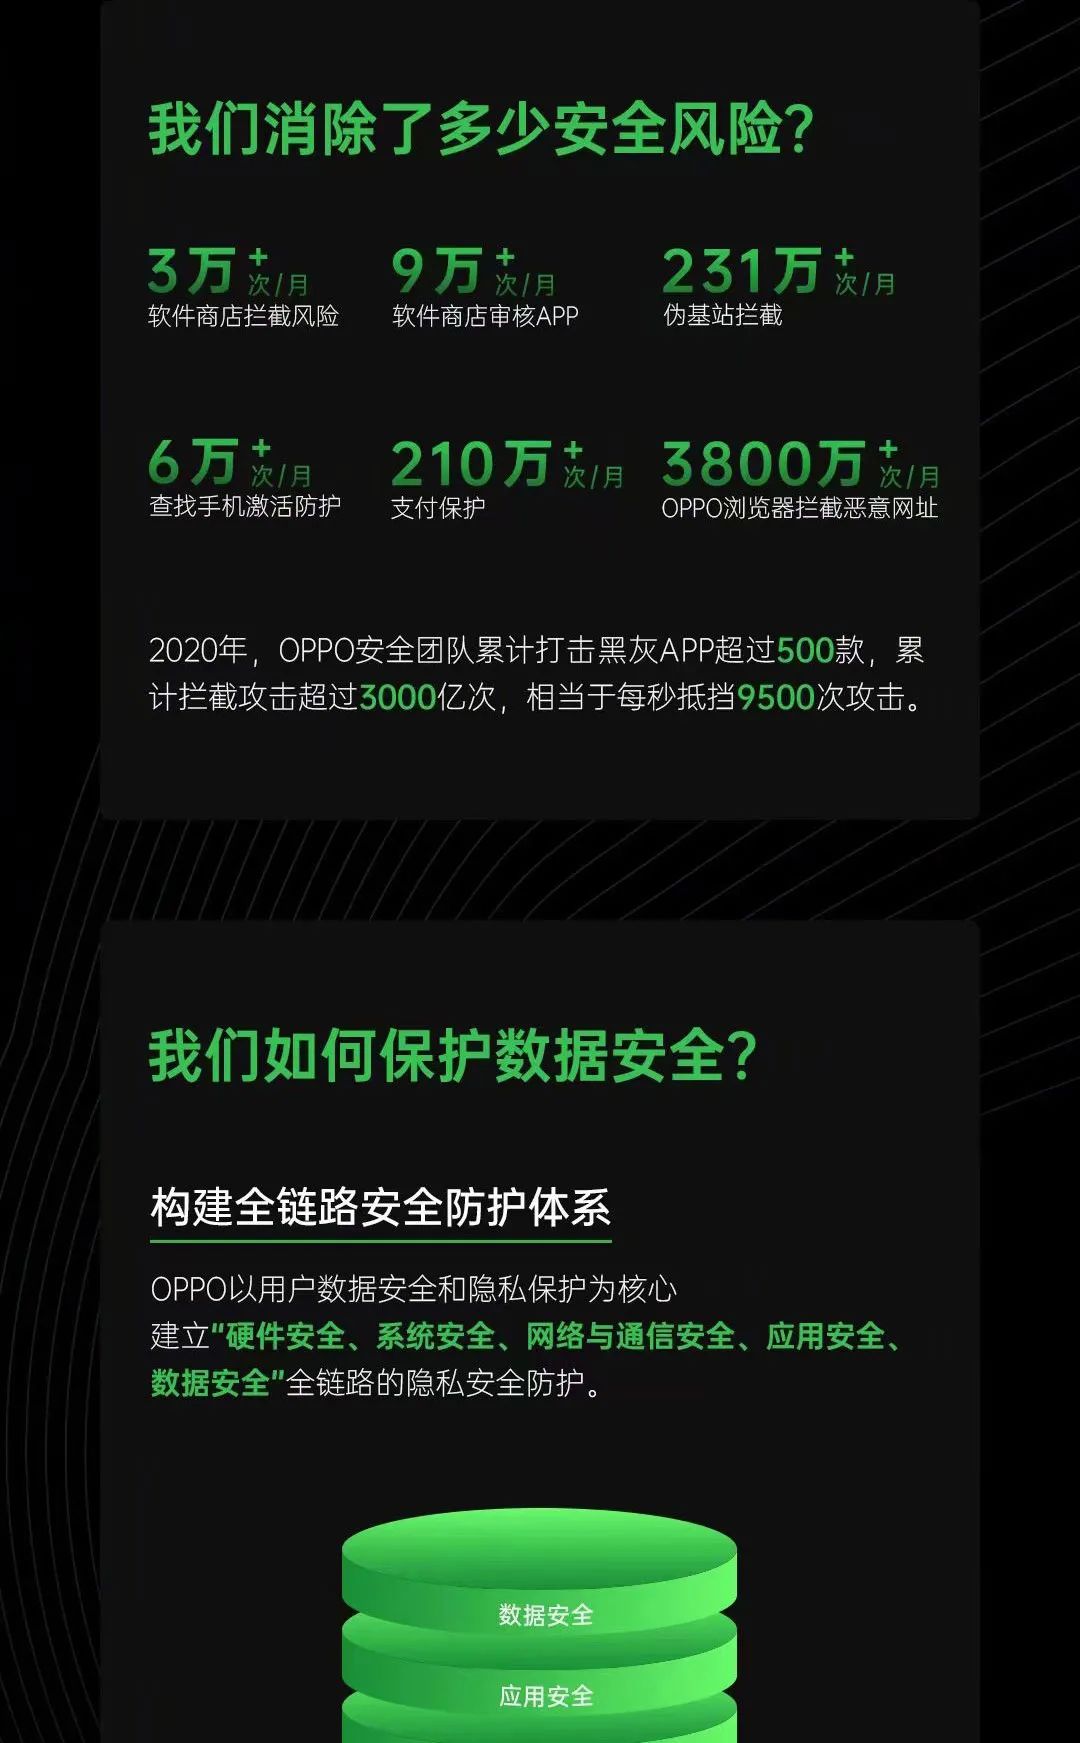 我们消除了多少安全风险？
3万+次/月 9万+次/月 231万+次/月
软件商店拦截风险 软件商店审核APP 伪基站拦截
6万+次/月 210万+次/月 3800万+次/月
查找手机激活防护 支付保护 OPPO浏览器拦截恶意网址
2020年，OPPO安全团队累计打击黑灰APP超过500款，累
计拦截攻击超过3000亿次，相当于每秒抵挡9500次攻击。
我们如何保护数据安全？
构建全链路安全防护体系
OPPO以用户数据安全和隐私保护为核心
建立“硬件安全、系统安全、网络与通信安全、应用安全、
数据安全”全链路的隐私安全防护。
数据安全
应用安全